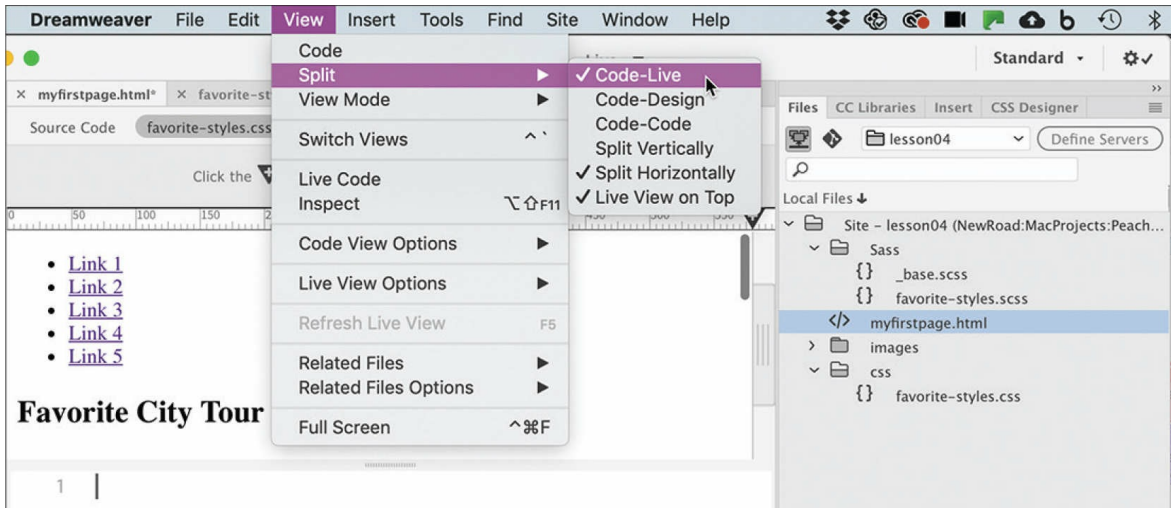 Dreamweaver File Edit View Insert Tools Find Site Window Help
Standard
myfirstpage.html*
favorite-st
Source Code favorite-styles.css
Click the
0 50 100 150 2
Link 1
Link 2
Link 3
Link 4
Link 5
Favorite City Tour
1
Code
Split
View Mode
Switch Views ^ `
Live Code
Inspect ⌥⇧F11
Code View Options
Live View Options
Refresh Live View F5
Related Files
Related Files Options
Full Screen ^⌘F
Code-Live
Code-Design
Code-Code
Split Vertically
Split Horizontally
Live View on Top
Files CC Libraries Insert CSS Designer
lesson04 Define Servers
Local Files
Site – lesson04 (NewRoad:MacProjects:Peach...
Sass
{} _base.scss
{} favorite-styles.scss
</> myfirstpage.html
images
css
{} favorite-styles.css